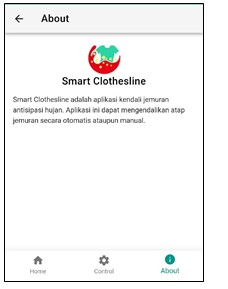 About
Smart Clothesline
Smart Clothesline adalah aplikasi kendali jemuran
antisipasi hujan. Aplikasi ini dapat mengendalikan atap
jemuran secara otomatis ataupun manual.
Home
Control
About